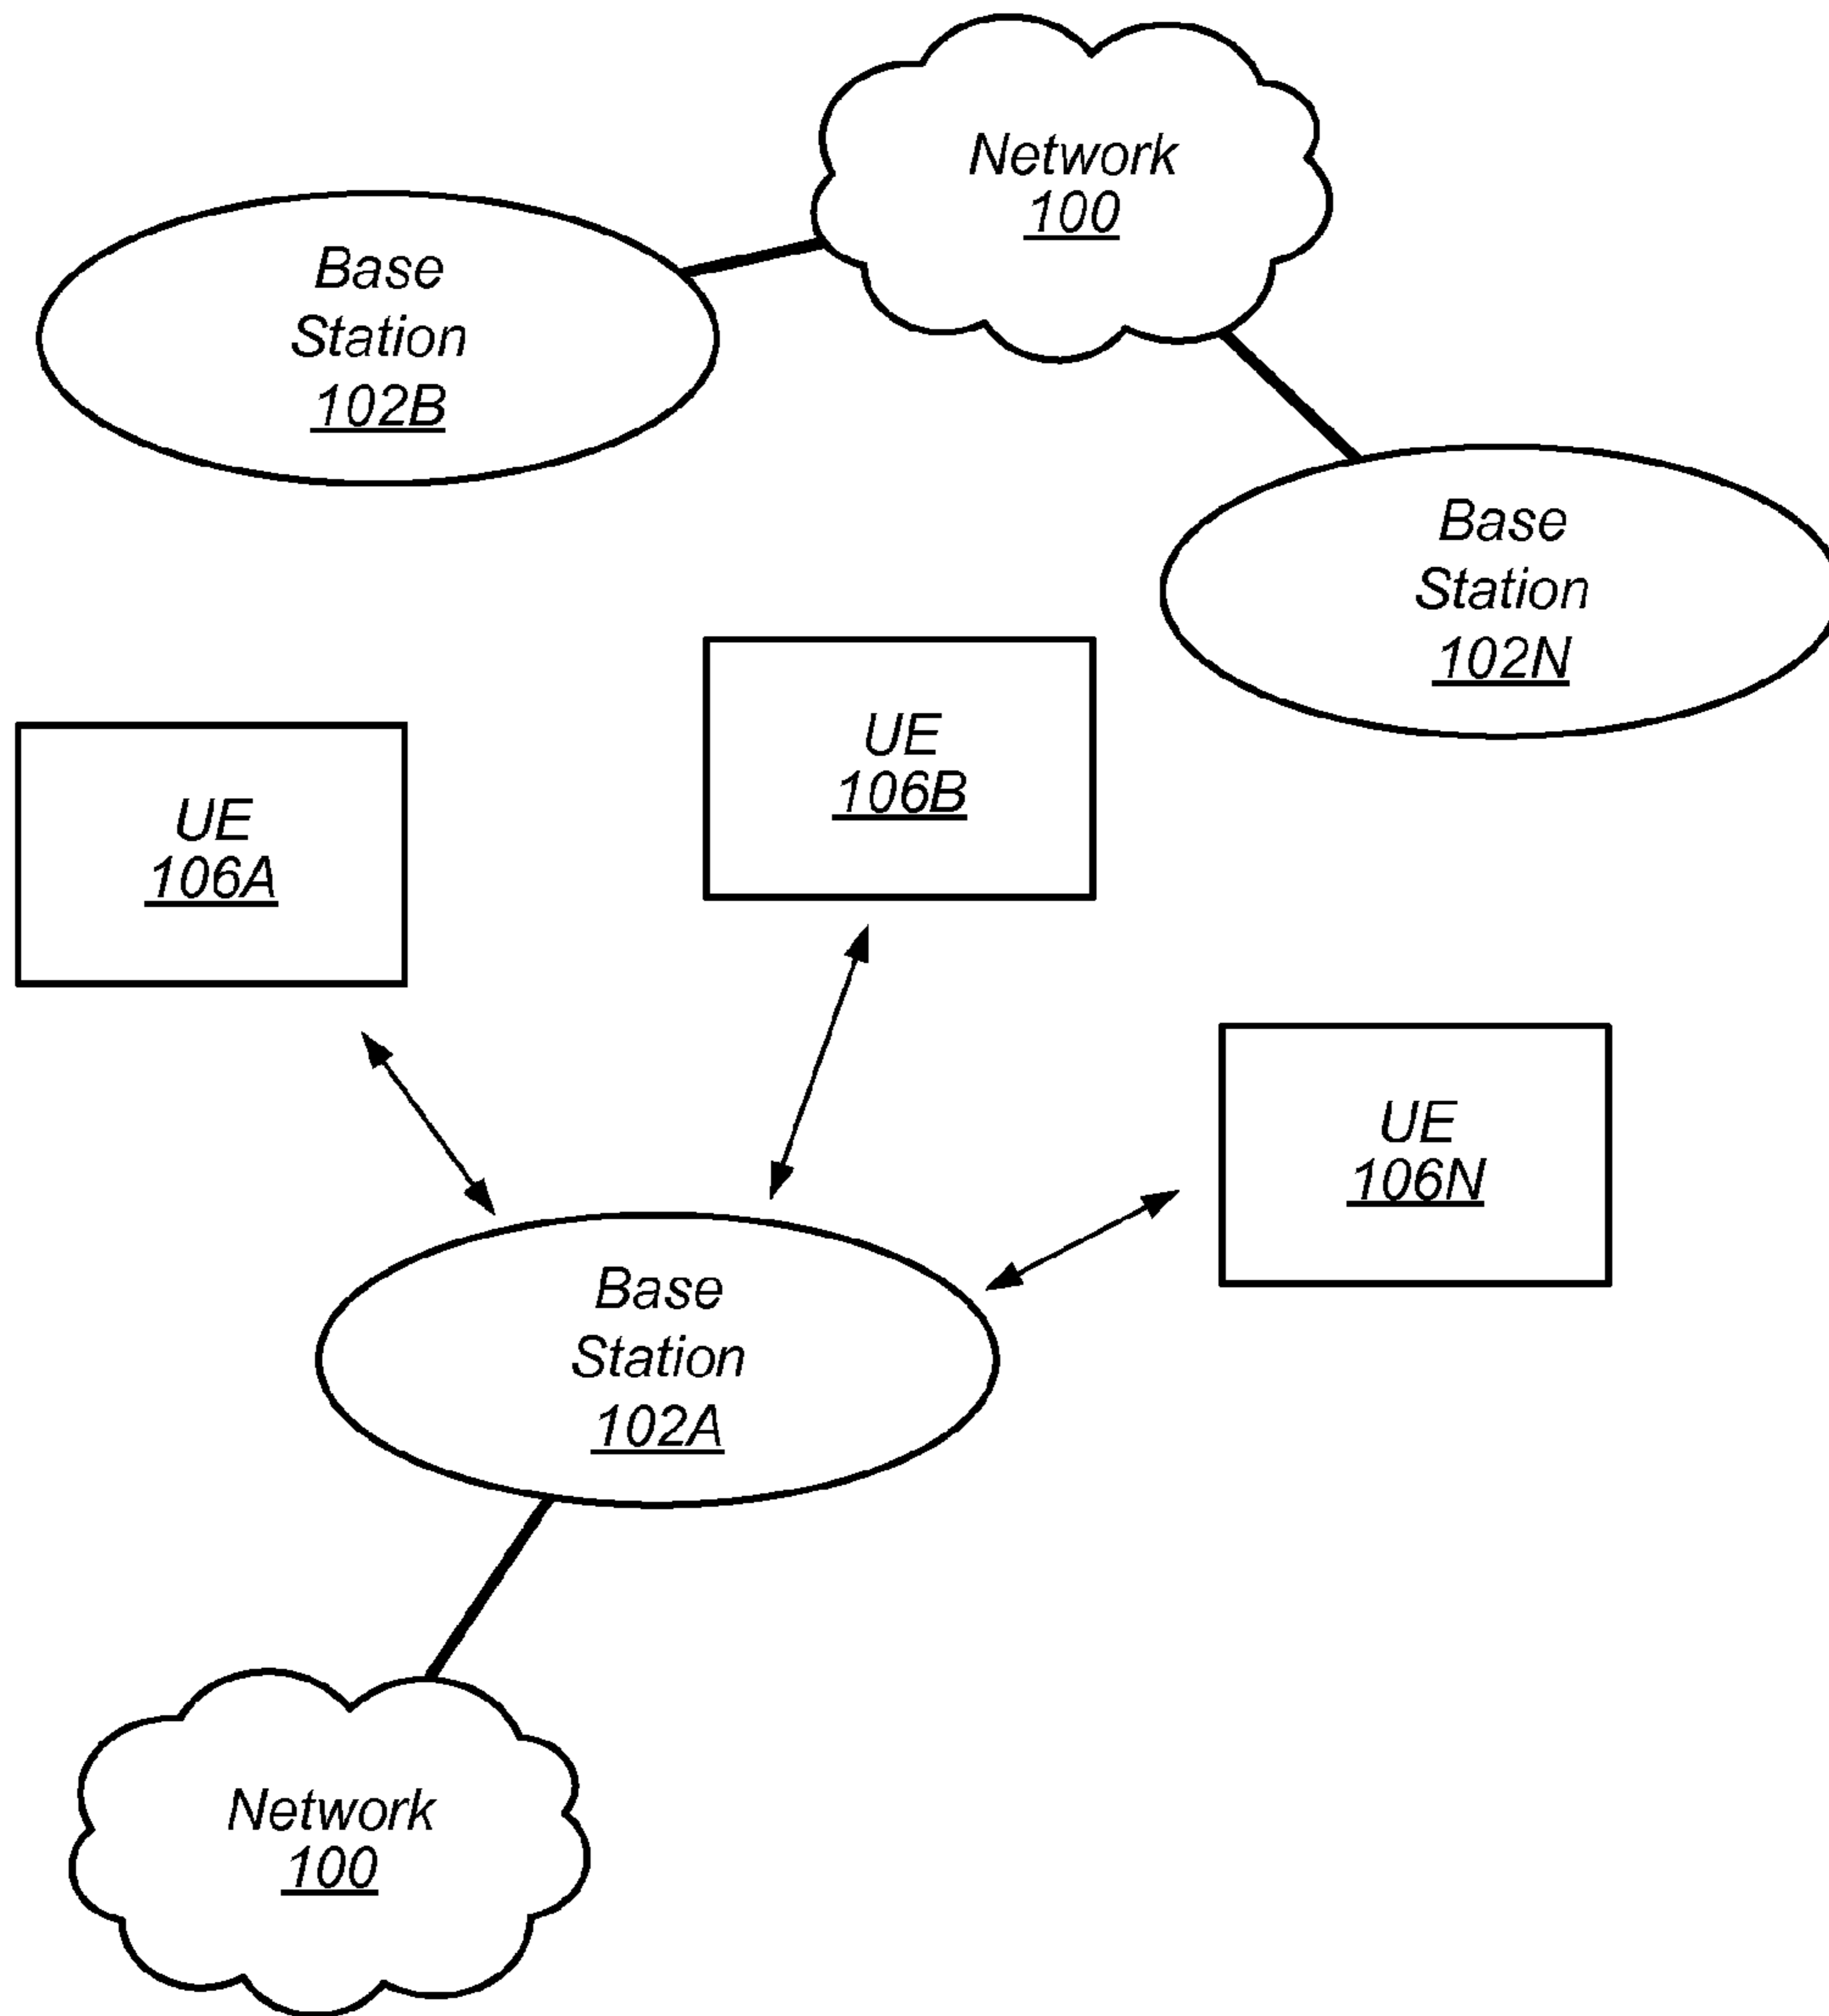 Network
100
Base
Station
102B
Base
Station
102N
UE
106B
UE
106A
UE
106N
Base
Station
102A
Network
100